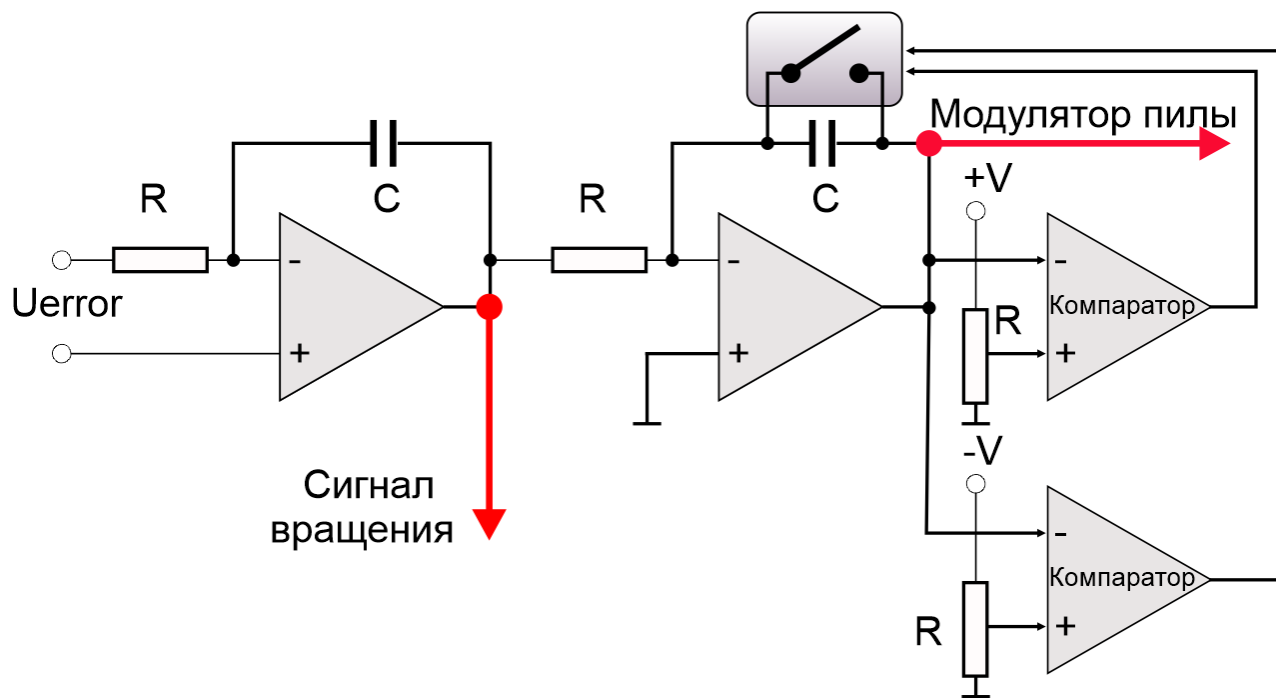 Модулятор пилы
+V
R
C
R
C
-
-
-
Uerror
Компаратор
R
+
+
+
-V
Сигнал
вращения
-
Компаратор
R
+